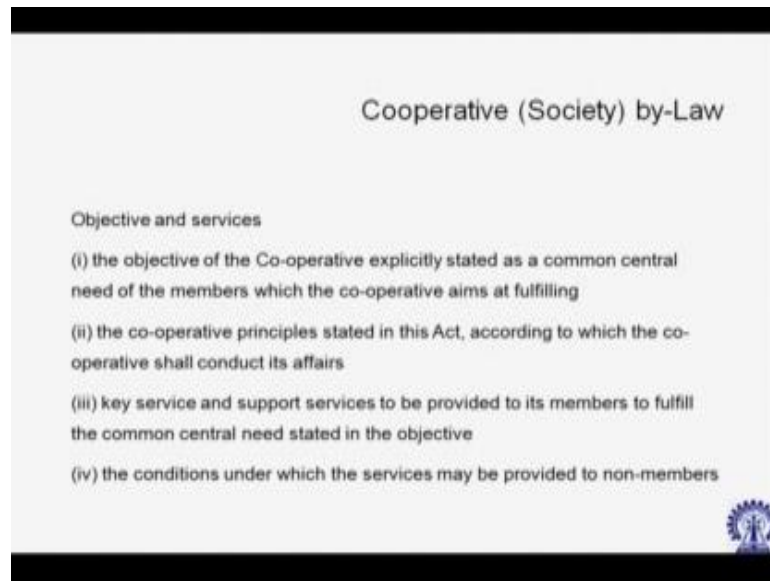 Cooperative (Society) by-Law
Objective and services
(i) the objective of the Co-operative explicitly stated as a common central
need of the members which the co-operative aims at fulfilling
(ii) the co-operative principles stated in this Act, according to which the co-
operative shall conduct its affairs
(iii) key service and support services to be provided to its members to fulfill
the common central need stated in the objective
(iv) the conditions under which the services may be provided to non-members